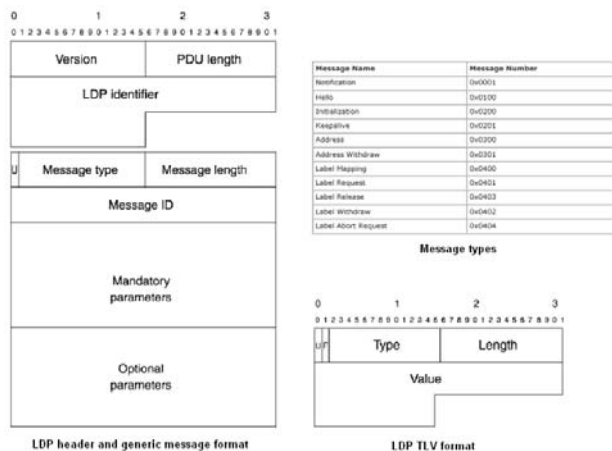 0 1 2 3
0 1 2 3 4 5 6 7 8 9 0 1 2 3 4 5 6 7 8 9 0 1 2 3 4 5 6 7 8 9 0 1
Version PDU length
LDP identifier
U Message type Message length
Message ID
Mandatory
parameters
Optional
parameters
LDP header and generic message format
Message Name Message Number
Notification 0x0001
Hello 0x0100
Initialization 0x0200
Keepalive 0x0201
Address 0x0300
Address Withdraw 0x0301
Label Mapping 0x0400
Label Request 0x0401
Label Release 0x0403
Label Withdraw 0x0402
Label Abort Request 0x0404
Message types
0 1 2 3
0 1 2 3 4 5 6 7 8 9 0 1 2 3 4 5 6 7 8 9 0 1 2 3 4 5 6 7 8 9 0 1
U F Type Length
Value
LDP TLV format